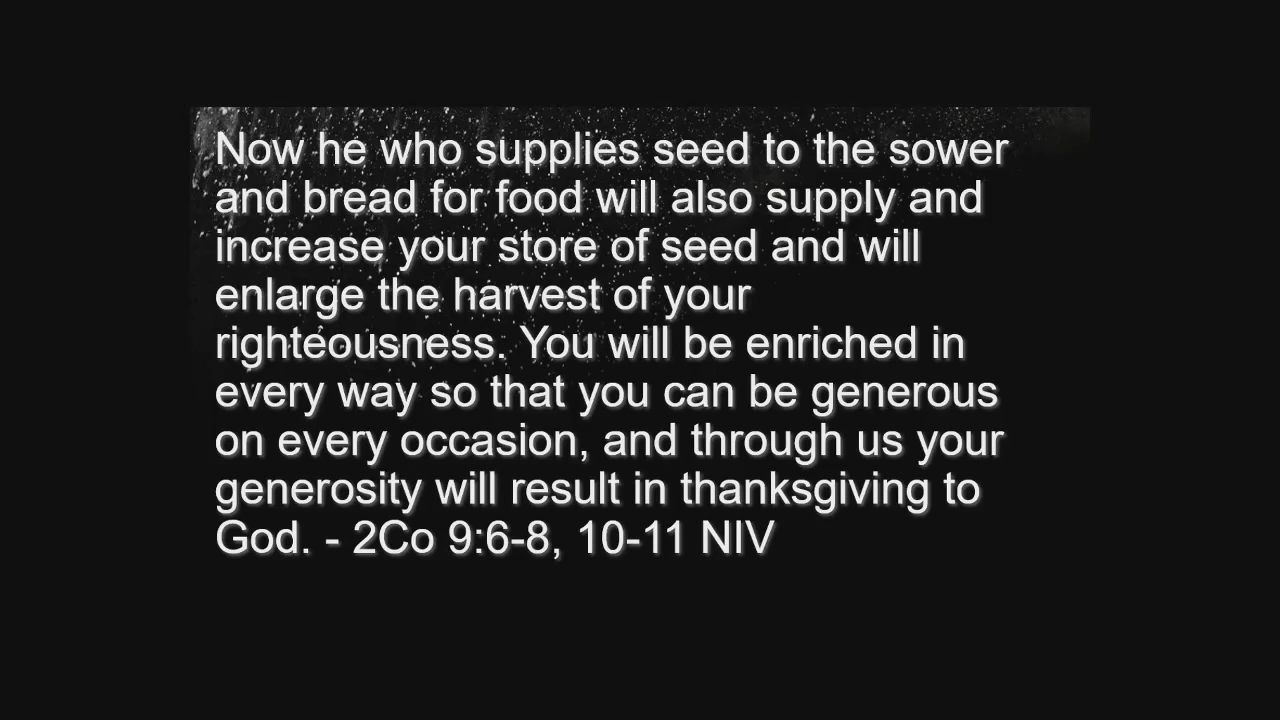 Now he who supplies seed to the sower
and bread for food will also supply and
increase your store of seed and will
enlarge the harvest of your
righteousness. You will be enriched in
every way so that you can be generous
on every occasion, and through us your
generosity will result in thanksgiving to
God. - 2Co 9:6-8, 10-11 NIV